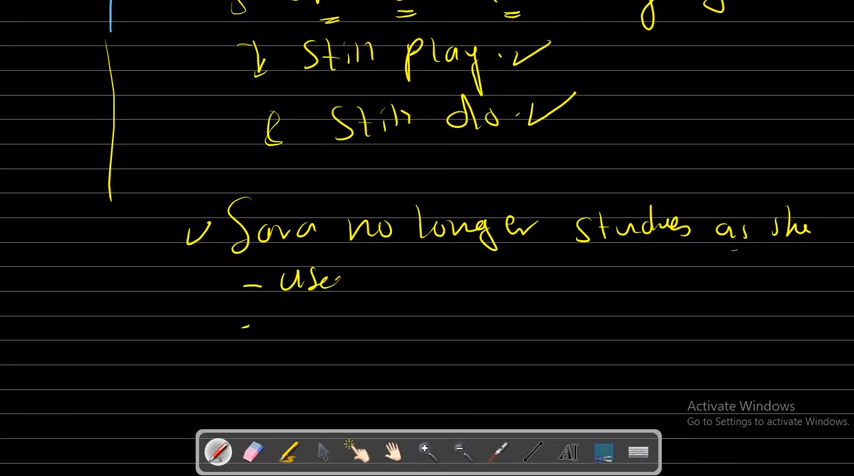 still play. ✓
still do. ✓
✓ Sara no longer studies as she
- use
-
Activate Windows
Go to Settings to activate Windows.
AI